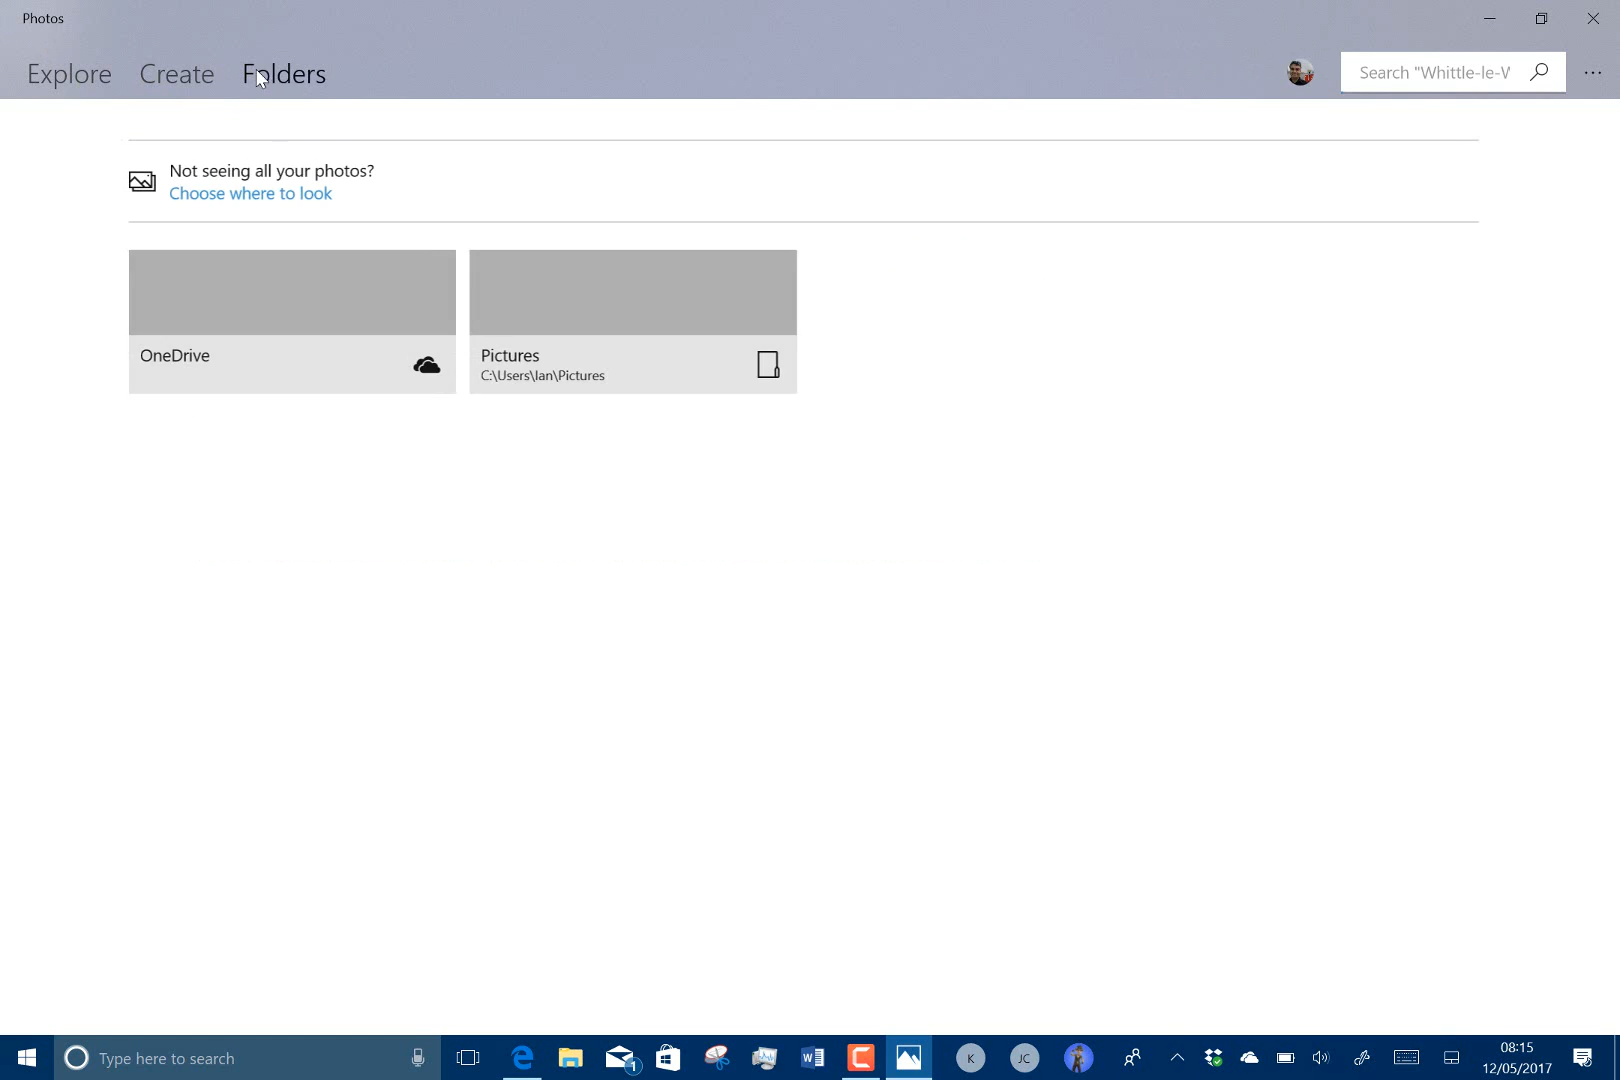 Photos
Explore Create Folders
Search "Whittle-le-W
Not seeing all your photos?
Choose where to look
OneDrive
Pictures
C:\Users\Ian\Pictures
Type here to search
1
K
JC
08:15
12/05/2017